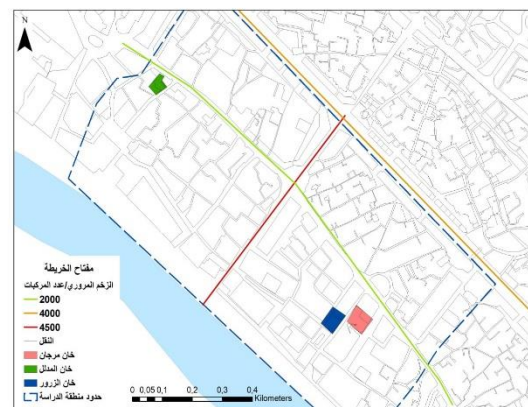 N
مفتاح الخريطة
الزخم المروري/عدد المركبات
2000
4000
4500
النقل
خان مرجان
خان المدلل
خان الزرور
حدود منطقة الدراسة
0 0.05 0.1 0.2 0.3 0.4
Kilometers